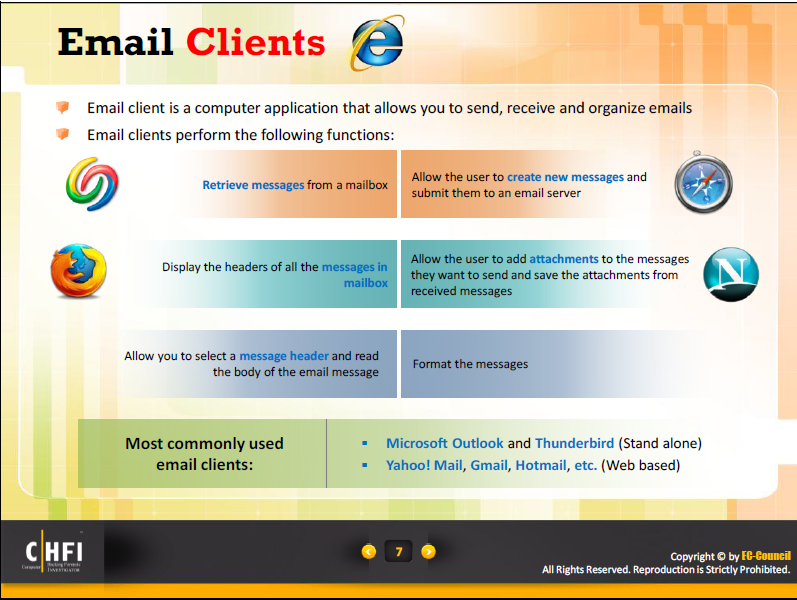 Email Clients
Email client is a computer application that allows you to send, receive and organize emails
Email clients perform the following functions:
Retrieve messages from a mailbox
Allow the user to create new messages and
submit them to an email server
Display the headers of all the messages in
mailbox
Allow the user to add attachments to the messages
they want to send and save the attachments from
received messages
Allow you to select a message header and read
the body of the email message
Format the messages
Most commonly used
email clients:
Microsoft Outlook and Thunderbird (Stand alone)
Yahoo! Mail, Gmail, Hotmail, etc. (Web based)
CHFI
Computer Hacking Forensic
INVESTIGATOR
7
Copyright © by EC-Council
All Rights Reserved. Reproduction is Strictly Prohibited.